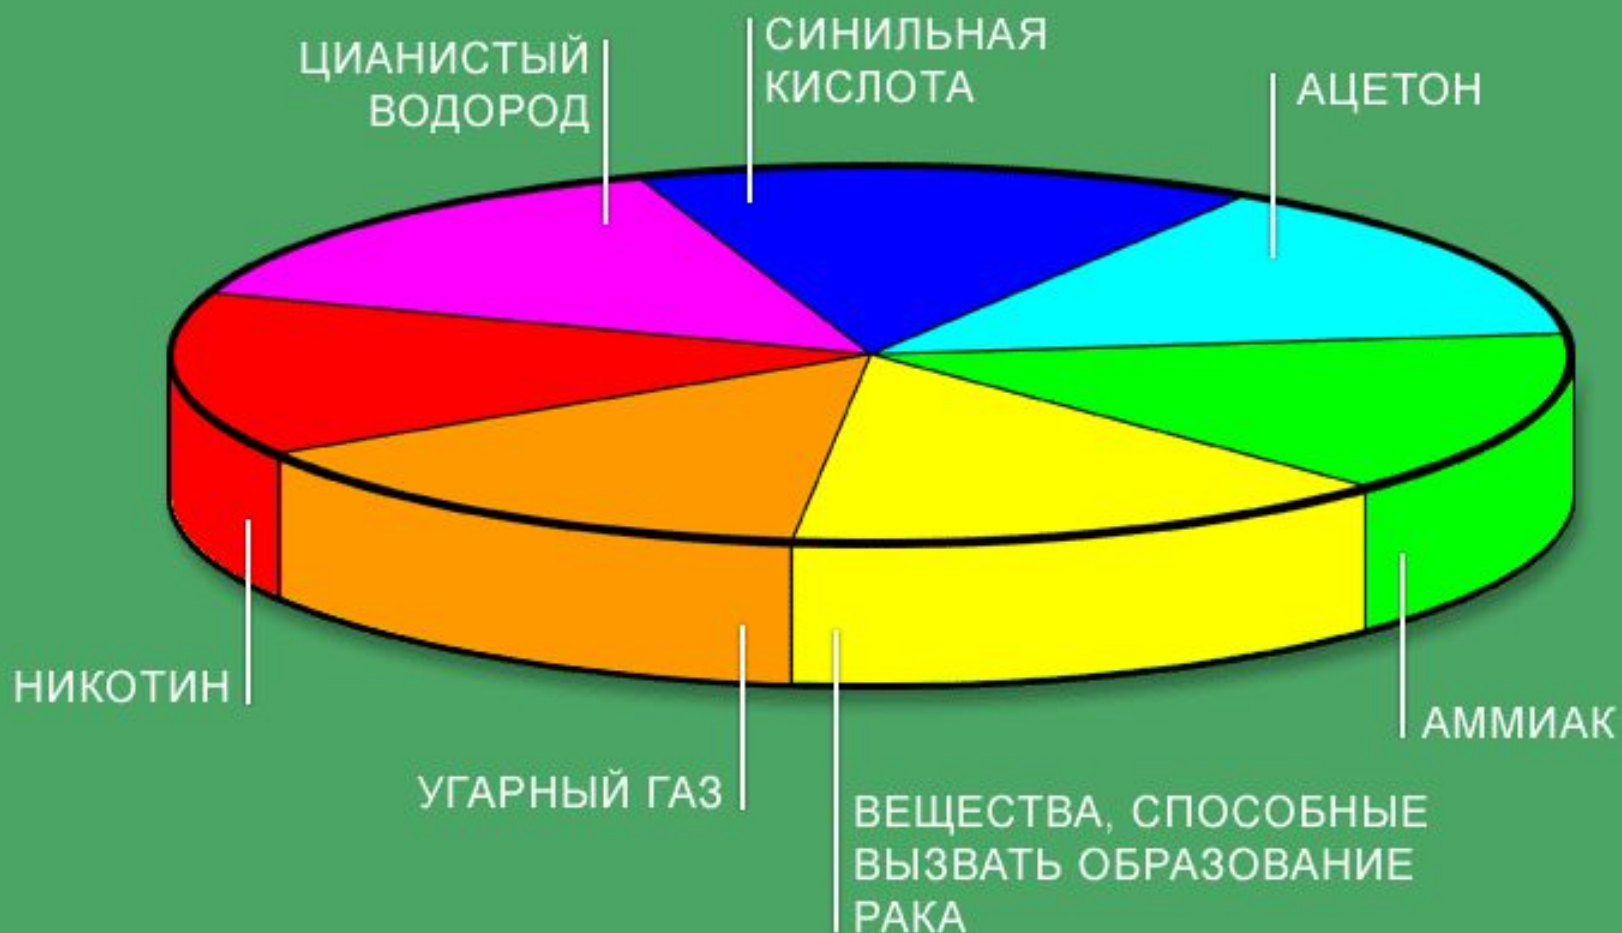 ЦИАНИСТЫЙ
ВОДОРОД
СИНИЛЬНАЯ
КИСЛОТА
АЦЕТОН
НИКОТИН
УГАРНЫЙ ГАЗ
ВЕЩЕСТВА, СПОСОБНЫЕ
ВЫЗВАТЬ ОБРАЗОВАНИЕ
РАКА
АММИАК